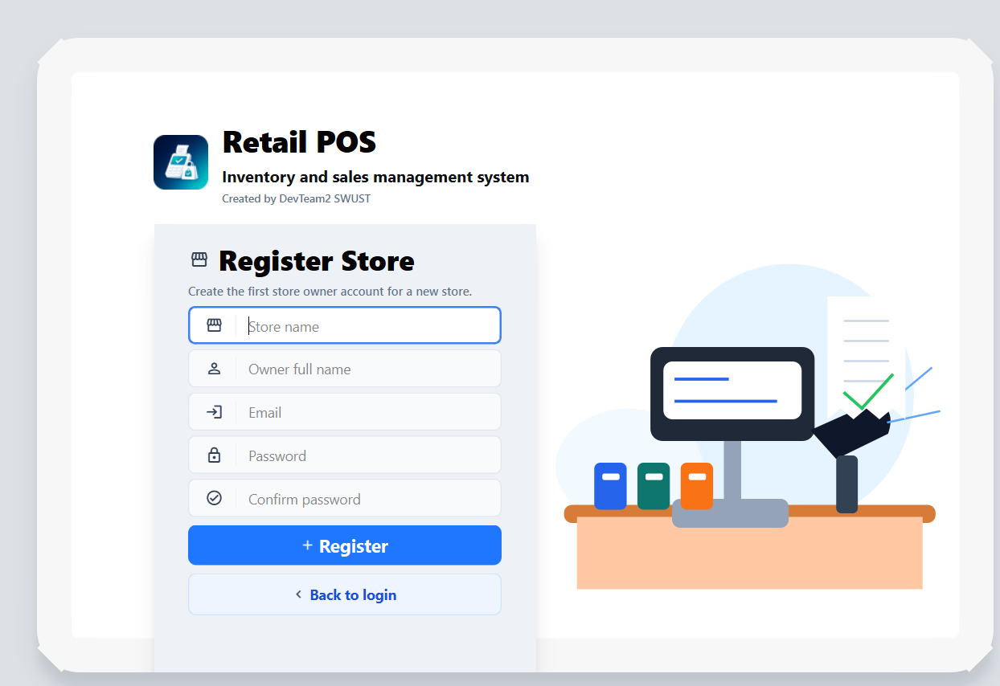 Retail POS
Inventory and sales management system
Created by DevTeam2 SWUST
Register Store
Create the first store owner account for a new store.
Store name
Owner full name
Email
Password
Confirm password
+ Register
‹ Back to login